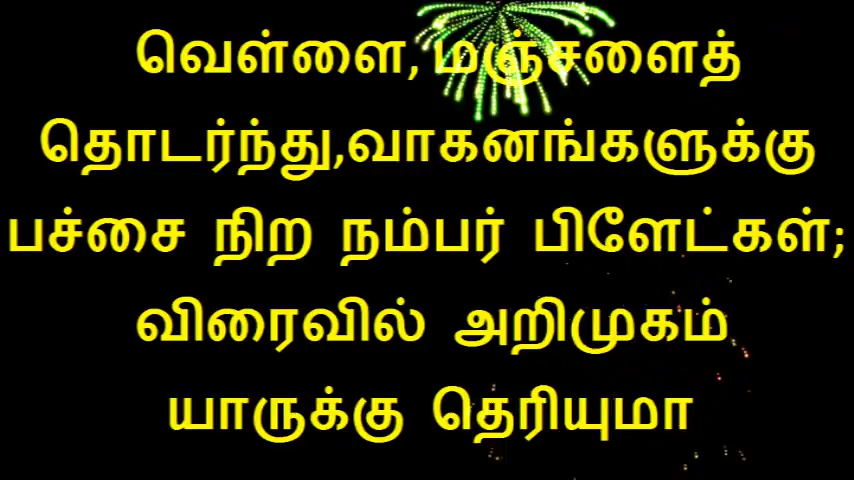 வெள்ளை, மஞ்சளைத்
தொடர்ந்து,வாகனங்களுக்கு
பச்சை நிற நம்பர் பிளேட்கள்;
விரைவில் அறிமுகம்
யாருக்கு தெரியுமா